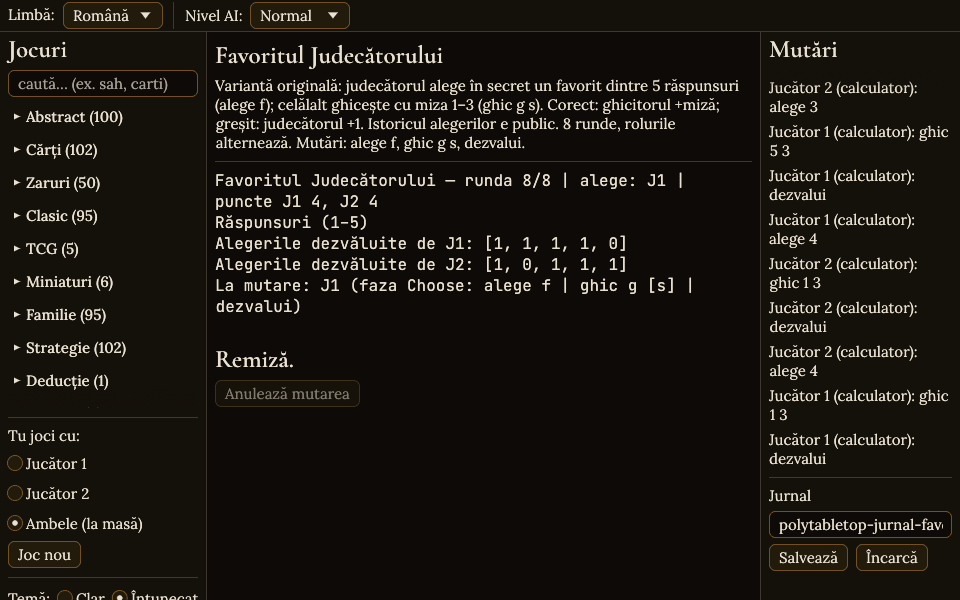 Limbă: Română Nivel AI: Normal
Jocuri
caută... (ex. sah, carti)
Abstract (100)
Cărți (102)
Zaruri (50)
Clasic (95)
TCG (5)
Miniaturi (6)
Familie (95)
Strategie (102)
Deducție (1)
Tu joci cu:
Jucător 1
Jucător 2
Ambele (la masă)
Joc nou
Temă: Clar Întunecat
Favoritul Judecătorului
Variantă originală: judecătorul alege în secret un favorit dintre 5 răspunsuri
(alege f); celălalt ghicește cu miza 1–3 (ghic g s). Corect: ghicitorul +miză;
greșit: judecătorul +1. Istoricul alegerilor e public. 8 runde, rolurile
alternează. Mutări: alege f, ghic g s, dezvalui.
Favoritul Judecătorului — runda 8/8 | alege: J1 |
puncte J1 4, J2 4
Răspunsuri (1–5)
Alegerile dezvăluite de J1: [1, 1, 1, 1, 0]
Alegerile dezvăluite de J2: [1, 0, 1, 1, 1]
La mutare: J1 (faza Choose: alege f | ghic g [s] |
dezvalui)
Remiză.
Anulează mutarea
Mutări
Jucător 2 (calculator):
alege 3
Jucător 1 (calculator): ghic
5 3
Jucător 1 (calculator):
dezvalui
Jucător 1 (calculator):
alege 4
Jucător 2 (calculator):
ghic 1 3
Jucător 2 (calculator):
dezvalui
Jucător 2 (calculator):
alege 4
Jucător 1 (calculator): ghic
1 3
Jucător 1 (calculator):
dezvalui
Jurnal
polytabletop-jurnal-fav
Salvează Încarcă